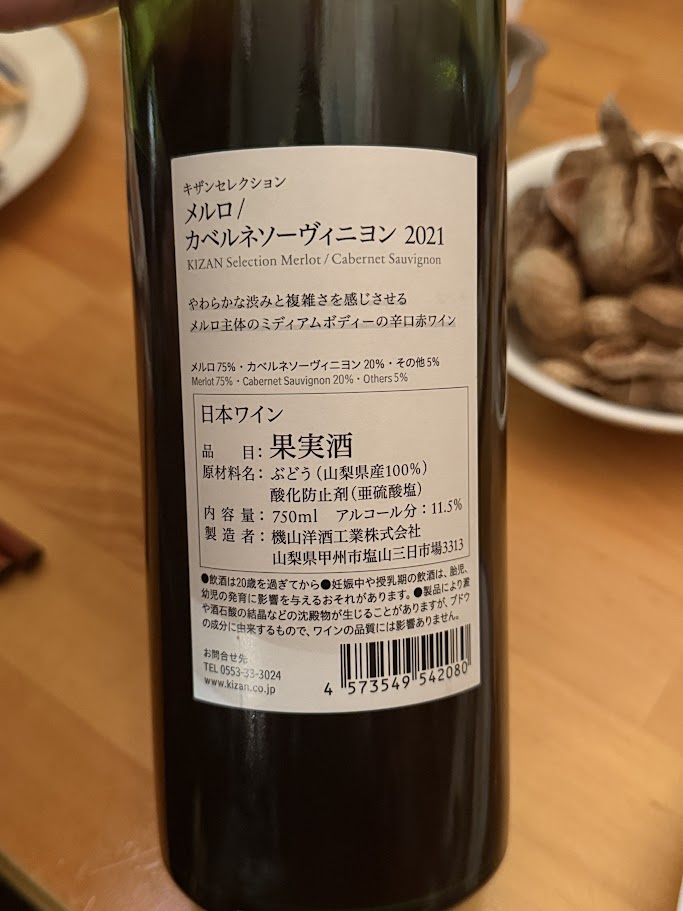 キザンセレクション
メルロ/
カベルネソーヴィニヨン 2021
KIZAN Selection Merlot / Cabernet Sauvignon
やわらかな渋みと複雑さを感じさせる
メルロ主体のミディアムボディーの辛口赤ワイン
メルロ 75%・カベルネソーヴィニヨン 20%・その他 5%
Merlot 75%・Cabernet Sauvignon 20%・Others 5%
日本ワイン
品 目：果実酒
原材料名：ぶどう（山梨県産100%）
酸化防止剤（亜硫酸塩）
内 容 量：750ml アルコール分：11.5%
製 造 者：機山洋酒工業株式会社
山梨県甲州市塩山三日市場3313
●飲酒は20歳を過ぎてから●妊娠中や授乳期の飲酒は、胎児、
幼児の発育に影響を与えるおそれがあります。●製品により澱
や酒石酸の結晶などの沈殿物が生じることがありますが、ブドウ
の成分に由来するもので、ワインの品質には影響ありません。
お問合せ先
TEL 0553-33-3024
www.kizan.co.jp
4 573549 542080